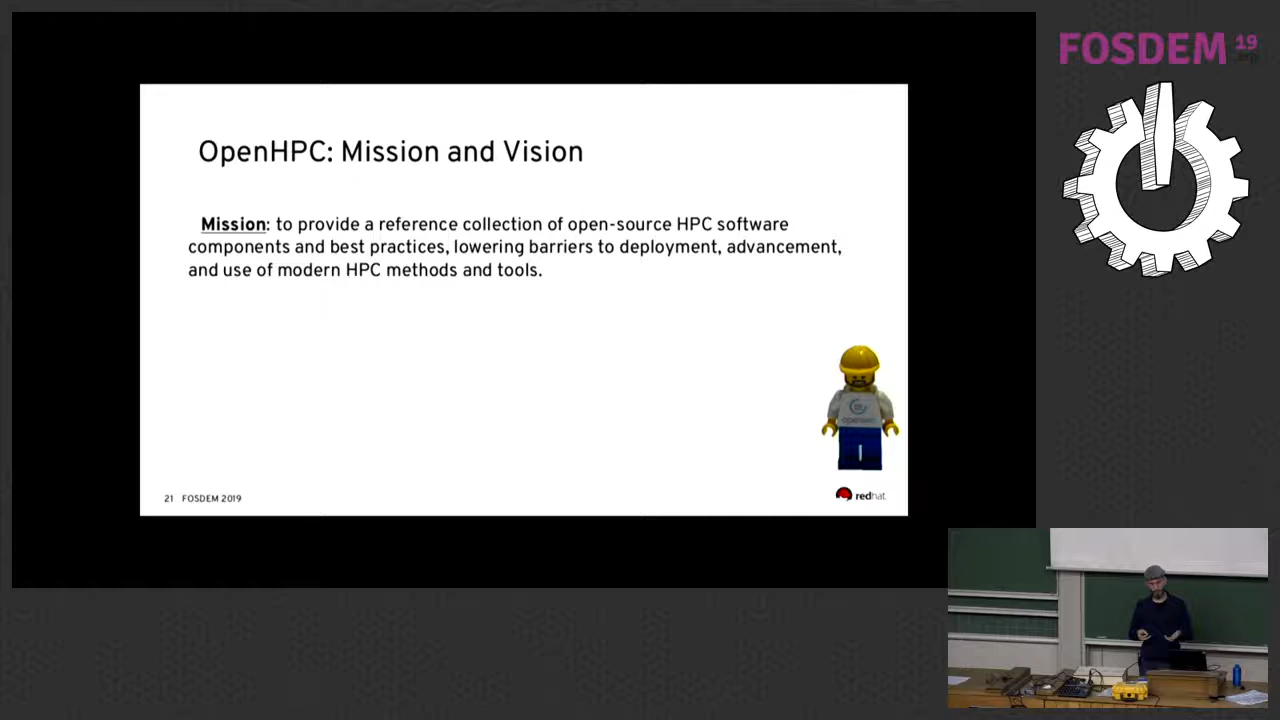 FOSDEM 19
.org
OpenHPC: Mission and Vision
Mission: to provide a reference collection of open-source HPC software
components and best practices, lowering barriers to deployment, advancement,
and use of modern HPC methods and tools.
21 FOSDEM 2019
redhat